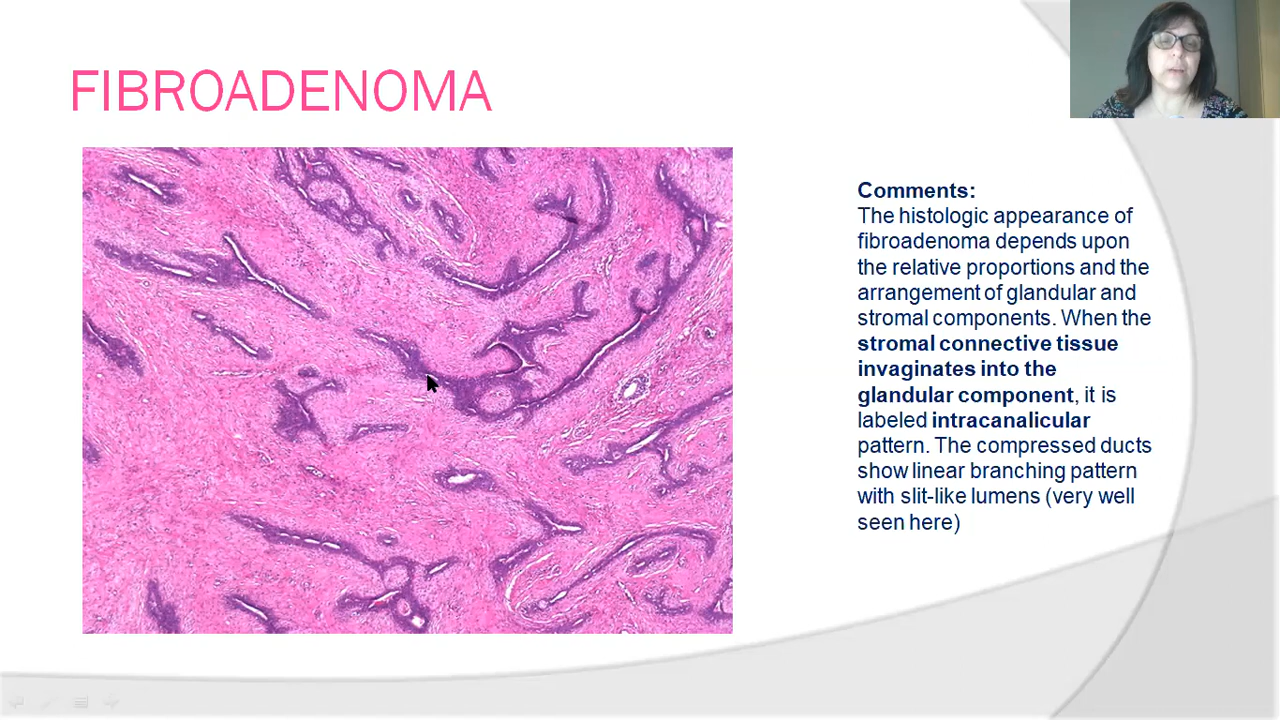 FIBROADENOMA
Comments:
The histologic appearance of
fibroadenoma depends upon
the relative proportions and the
arrangement of glandular and
stromal components. When the
stromal connective tissue
invaginates into the
glandular component, it is
labeled intracanalicular
pattern. The compressed ducts
show linear branching pattern
with slit-like lumens (very well
seen here)